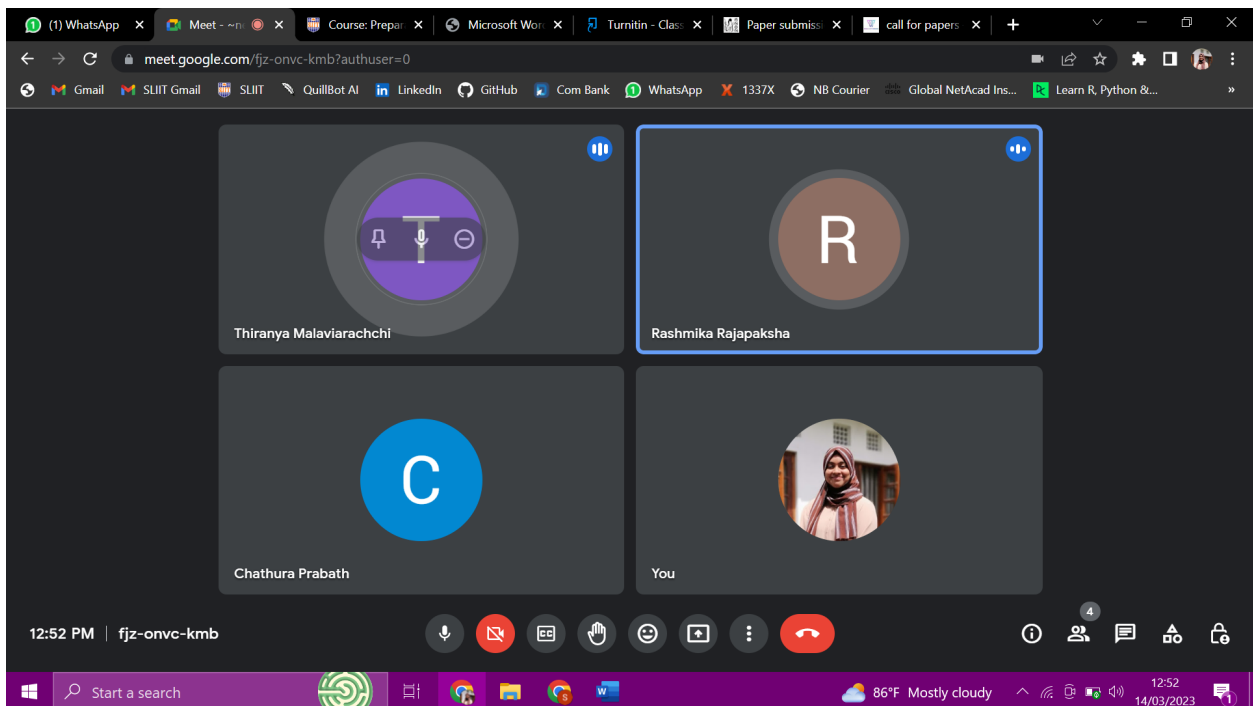 (1) WhatsApp
Meet - ~n
Course: Prepar
Microsoft Wor
Turnitin - Class
Paper submiss
call for papers
meet.google.com/fjz-onvc-kmb?authuser=0
Gmail
SLIIT Gmail
SLIIT
QuillBot AI
LinkedIn
GitHub
Com Bank
WhatsApp
1337X
NB Courier
Global NetAcad Ins...
Learn R, Python &...
»
T
Thiranya Malaviarachchi
R
Rashmika Rajapaksha
C
Chathura Prabath
You
12:52 PM | fjz-onvc-kmb
CC
4
Start a search
86°F Mostly cloudy
12:52
14/03/2023
1